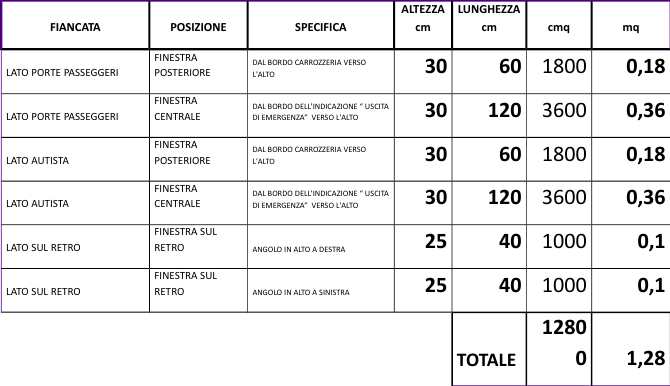 FIANCATA POSIZIONE SPECIFICA ALTEZZA cm LUNGHEZZA cm cmq mq
LATO PORTE PASSEGGERI FINESTRA POSTERIORE DAL BORDO CARROZZERIA VERSO L'ALTO 30 60 1800 0,18
LATO PORTE PASSEGGERI FINESTRA CENTRALE DAL BORDO DELL'INDICAZIONE " USCITA DI EMERGENZA" VERSO L'ALTO 30 120 3600 0,36
LATO AUTISTA FINESTRA POSTERIORE DAL BORDO CARROZZERIA VERSO L'ALTO 30 60 1800 0,18
LATO AUTISTA FINESTRA CENTRALE DAL BORDO DELL'INDICAZIONE " USCITA DI EMERGENZA" VERSO L'ALTO 30 120 3600 0,36
LATO SUL RETRO FINESTRA SUL RETRO ANGOLO IN ALTO A DESTRA 25 40 1000 0,1
LATO SUL RETRO FINESTRA SUL RETRO ANGOLO IN ALTO A SINISTRA 25 40 1000 0,1
TOTALE 12800 1,28